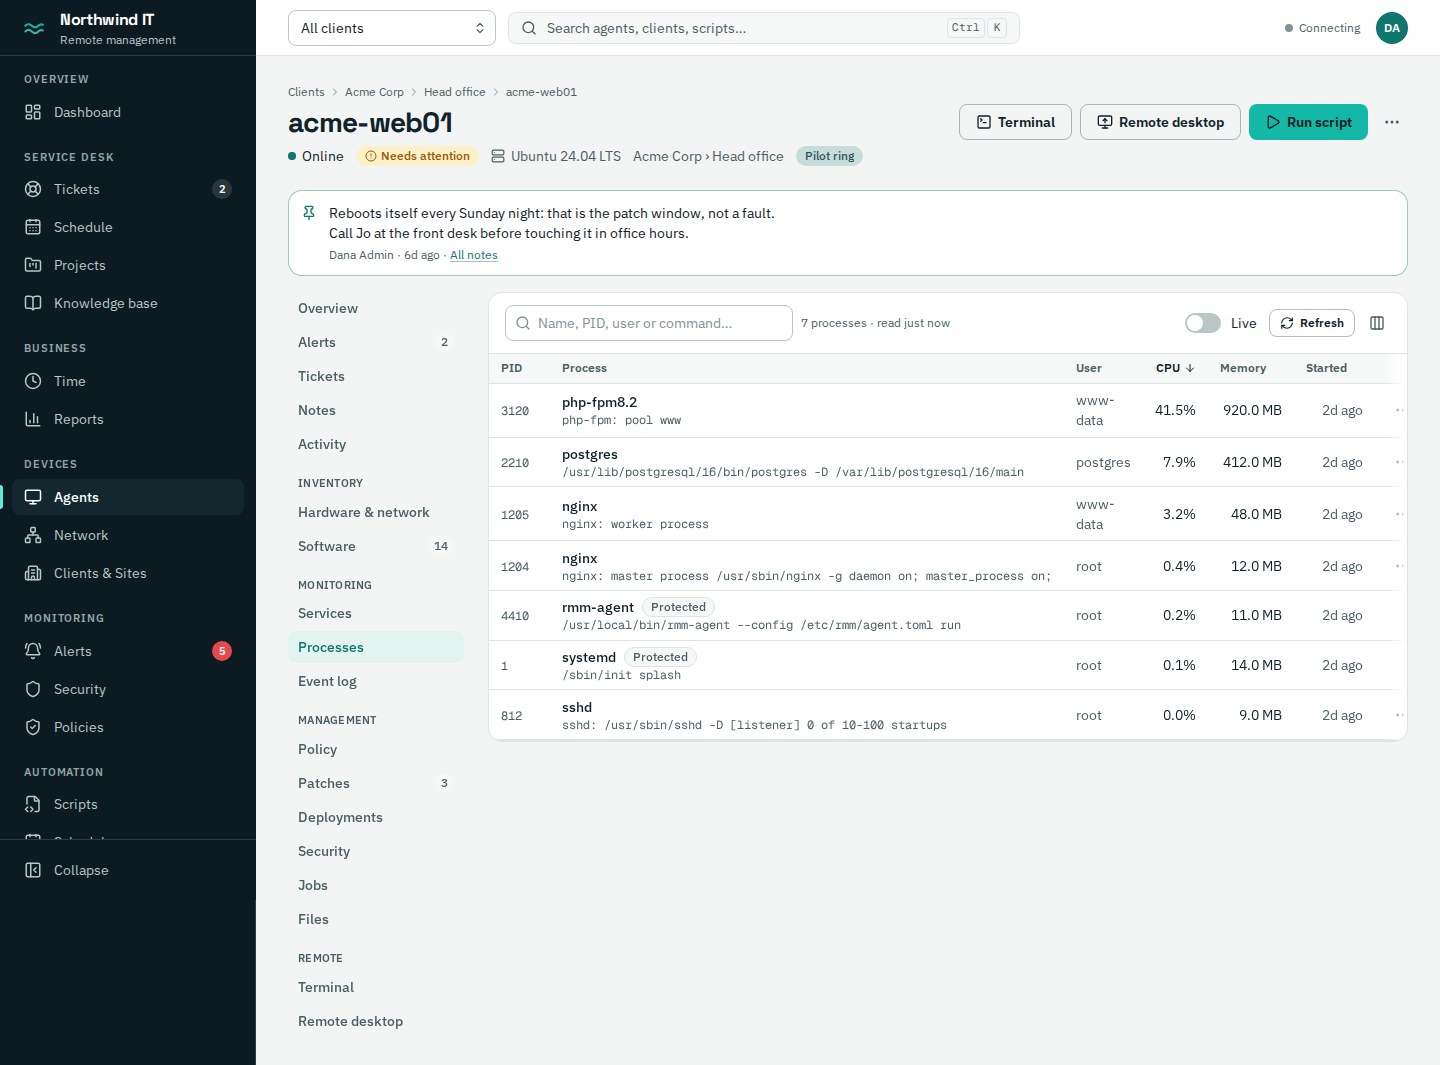 Northwind IT
Remote management
OVERVIEW
Dashboard
SERVICE DESK
Tickets 2
Schedule
Projects
Knowledge base
BUSINESS
Time
Reports
DEVICES
Agents
Network
Clients & Sites
MONITORING
Alerts 5
Security
Policies
AUTOMATION
Scripts
Collapse
All clients
Search agents, clients, scripts... Ctrl K
Connecting DA
Clients > Acme Corp > Head office > acme-web01
acme-web01
Terminal Remote desktop Run script
Online Needs attention Ubuntu 24.04 LTS Acme Corp › Head office Pilot ring
Reboots itself every Sunday night: that is the patch window, not a fault.
Call Jo at the front desk before touching it in office hours.
Dana Admin · 6d ago · All notes
Overview
Alerts 2
Tickets
Notes
Activity
INVENTORY
Hardware & network
Software 14
MONITORING
Services
Processes
Event log
MANAGEMENT
Policy
Patches 3
Deployments
Security
Jobs
Files
REMOTE
Terminal
Remote desktop
Name, PID, user or command... 7 processes · read just now Live Refresh
PID Process User CPU ↓ Memory Started
3120 php-fpm8.2 www-data 41.5% 920.0 MB 2d ago
php-fpm: pool www
2210 postgres postgres 7.9% 412.0 MB 2d ago
/usr/lib/postgresql/16/bin/postgres -D /var/lib/postgresql/16/main
1205 nginx www-data 3.2% 48.0 MB 2d ago
nginx: worker process
1204 nginx root 0.4% 12.0 MB 2d ago
nginx: master process /usr/sbin/nginx -g daemon on; master_process on;
4410 rmm-agent Protected root 0.2% 11.0 MB 2d ago
/usr/local/bin/rmm-agent --config /etc/rmm/agent.toml run
1 systemd Protected root 0.1% 14.0 MB 2d ago
/sbin/init splash
812 sshd root 0.0% 9.0 MB 2d ago
sshd: /usr/sbin/sshd -D [listener] 0 of 10-100 startups